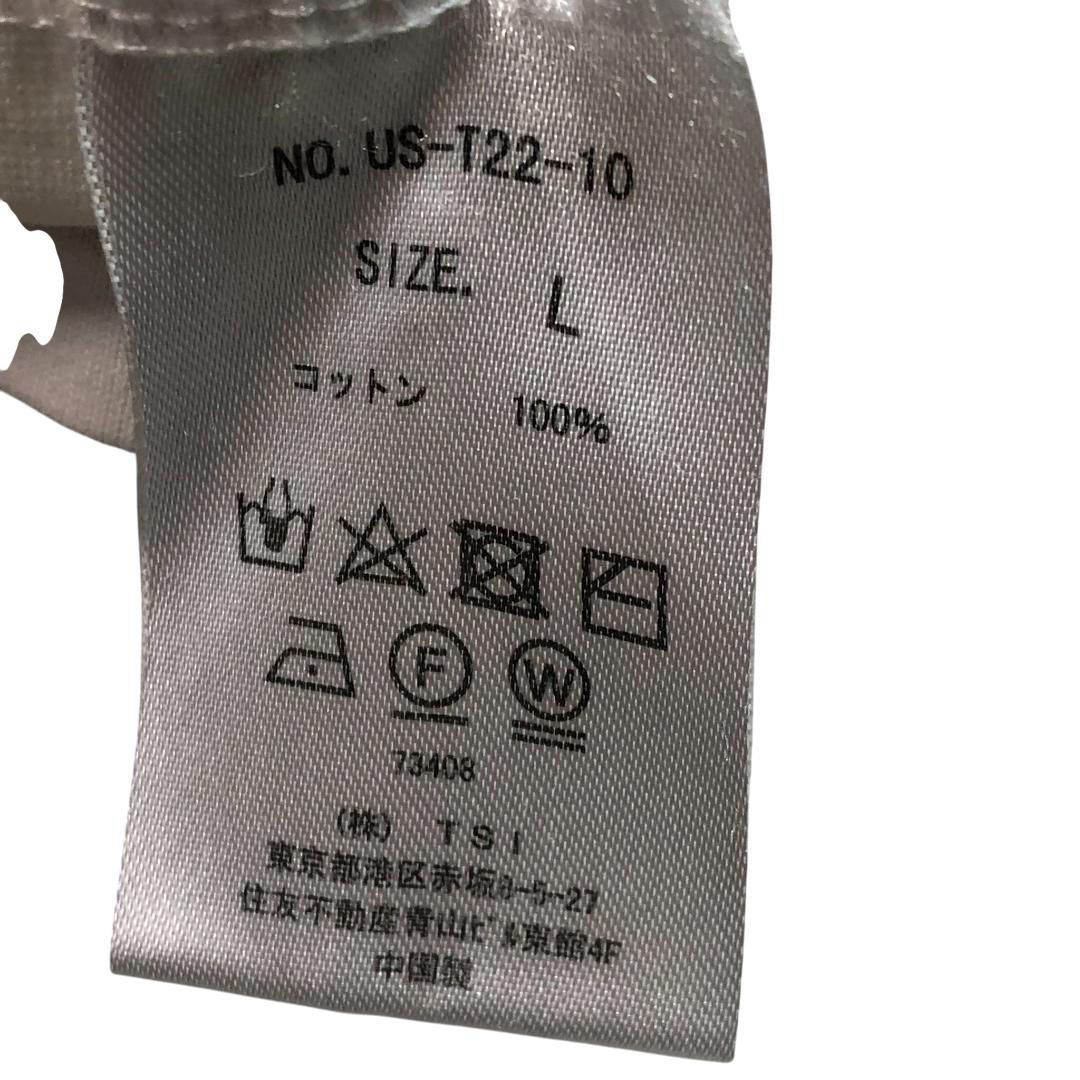 NO. US-T22-10
SIZE. L
コットン 100%
F W
73408
(株) TSI
東京都港区赤坂8-5-27
住友不動産青山ビル東館4F
中国製